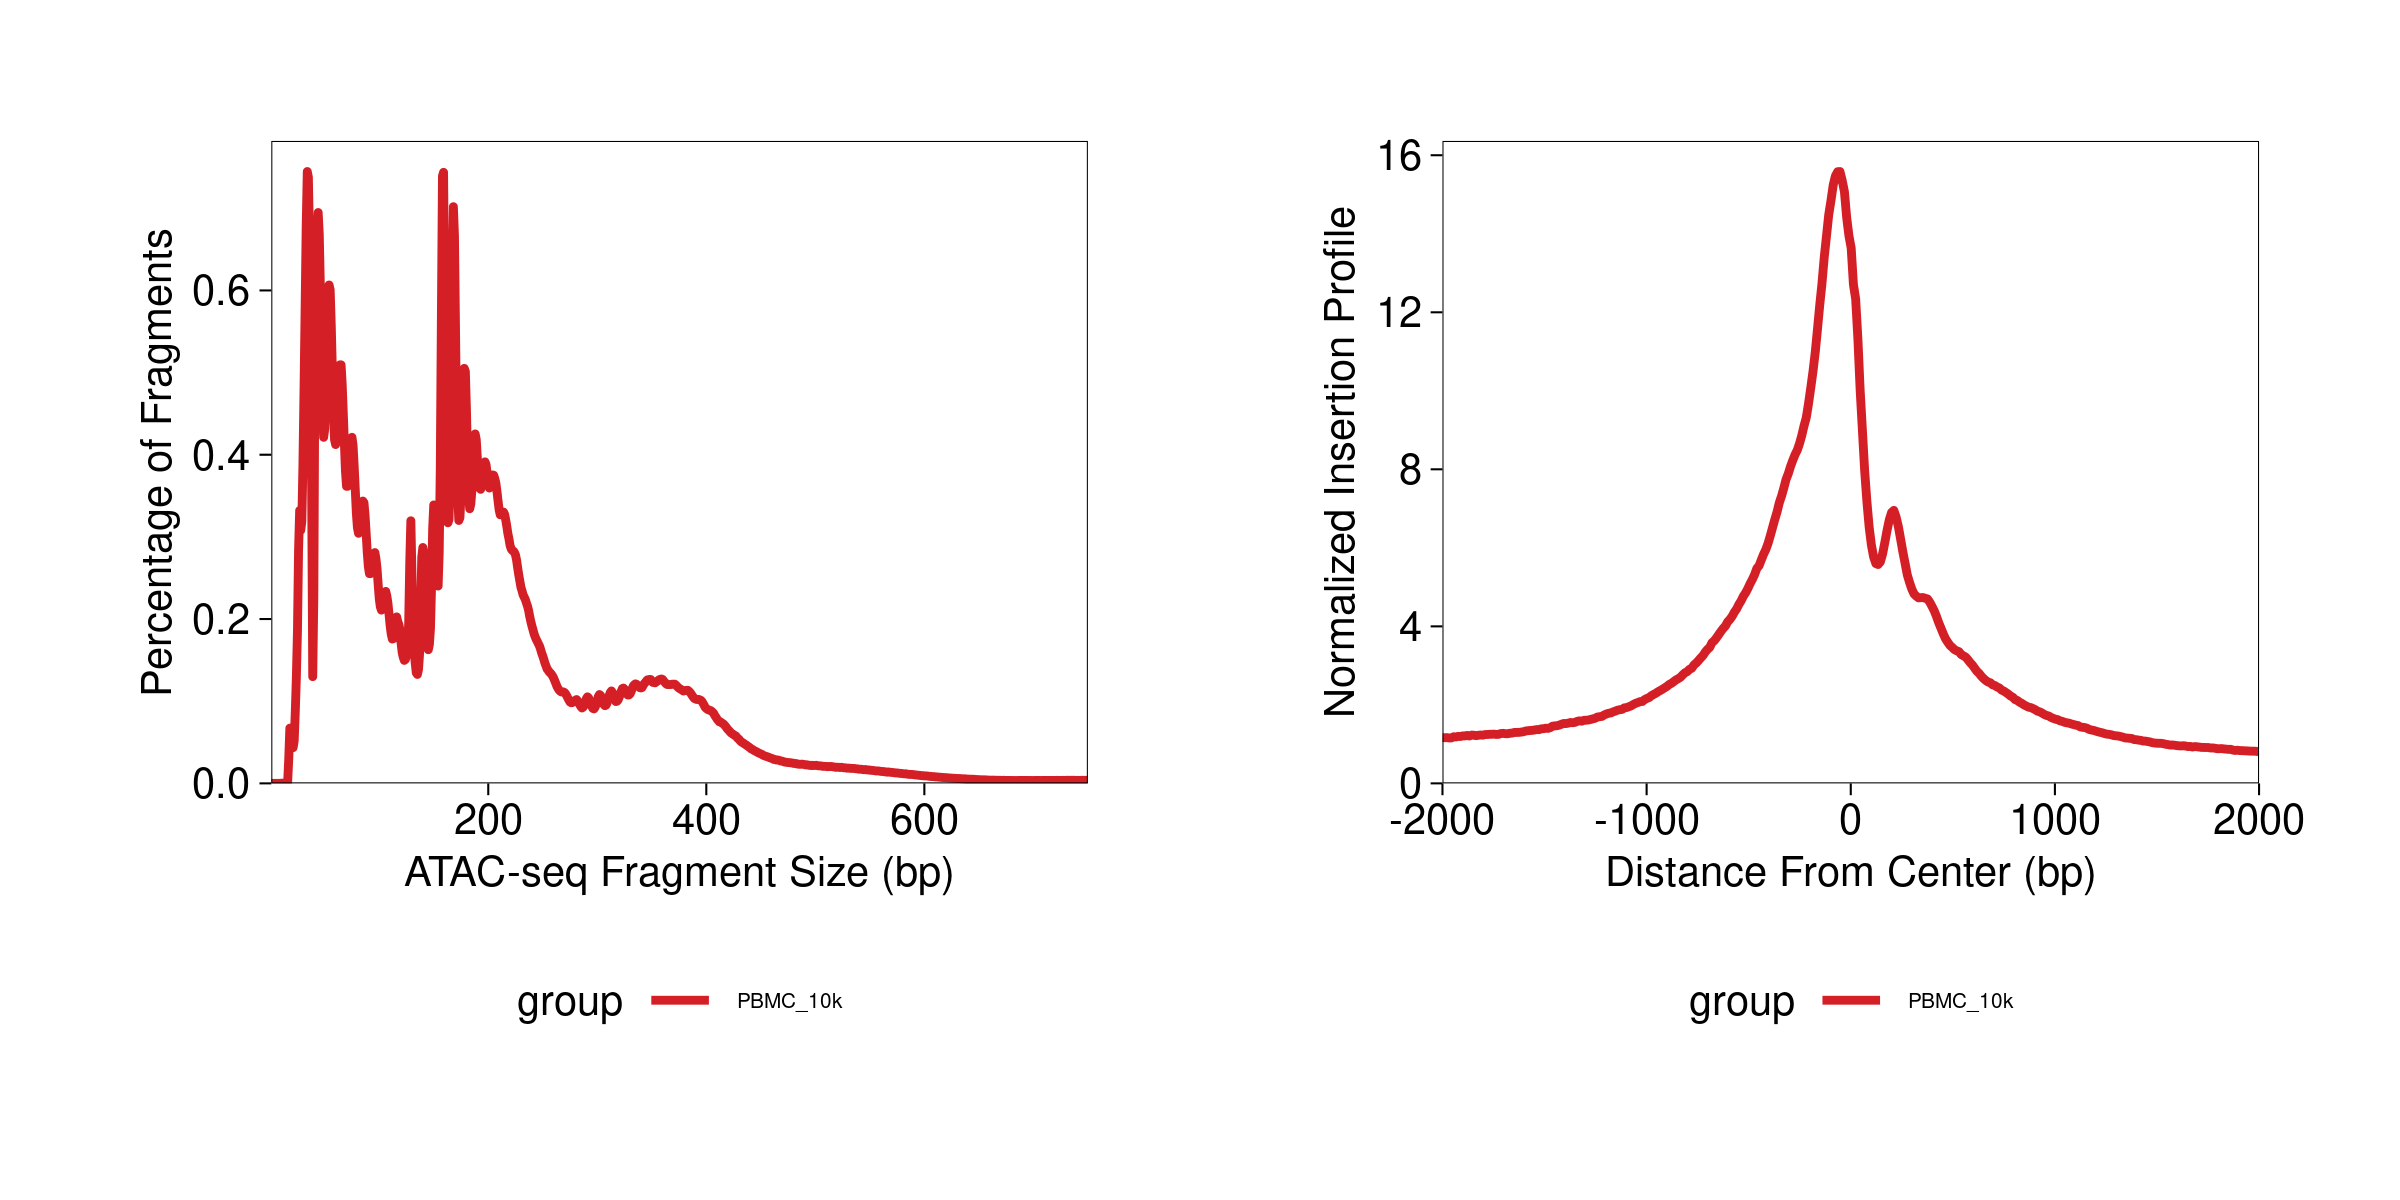 Percentage of Fragments
0.6
0.4
0.2
0.0
200 400 600
ATAC-seq Fragment Size (bp)
group PBMC_10k
Normalized Insertion Profile
16
12
8
4
0
-2000 -1000 0 1000 2000
Distance From Center (bp)
group PBMC_10k